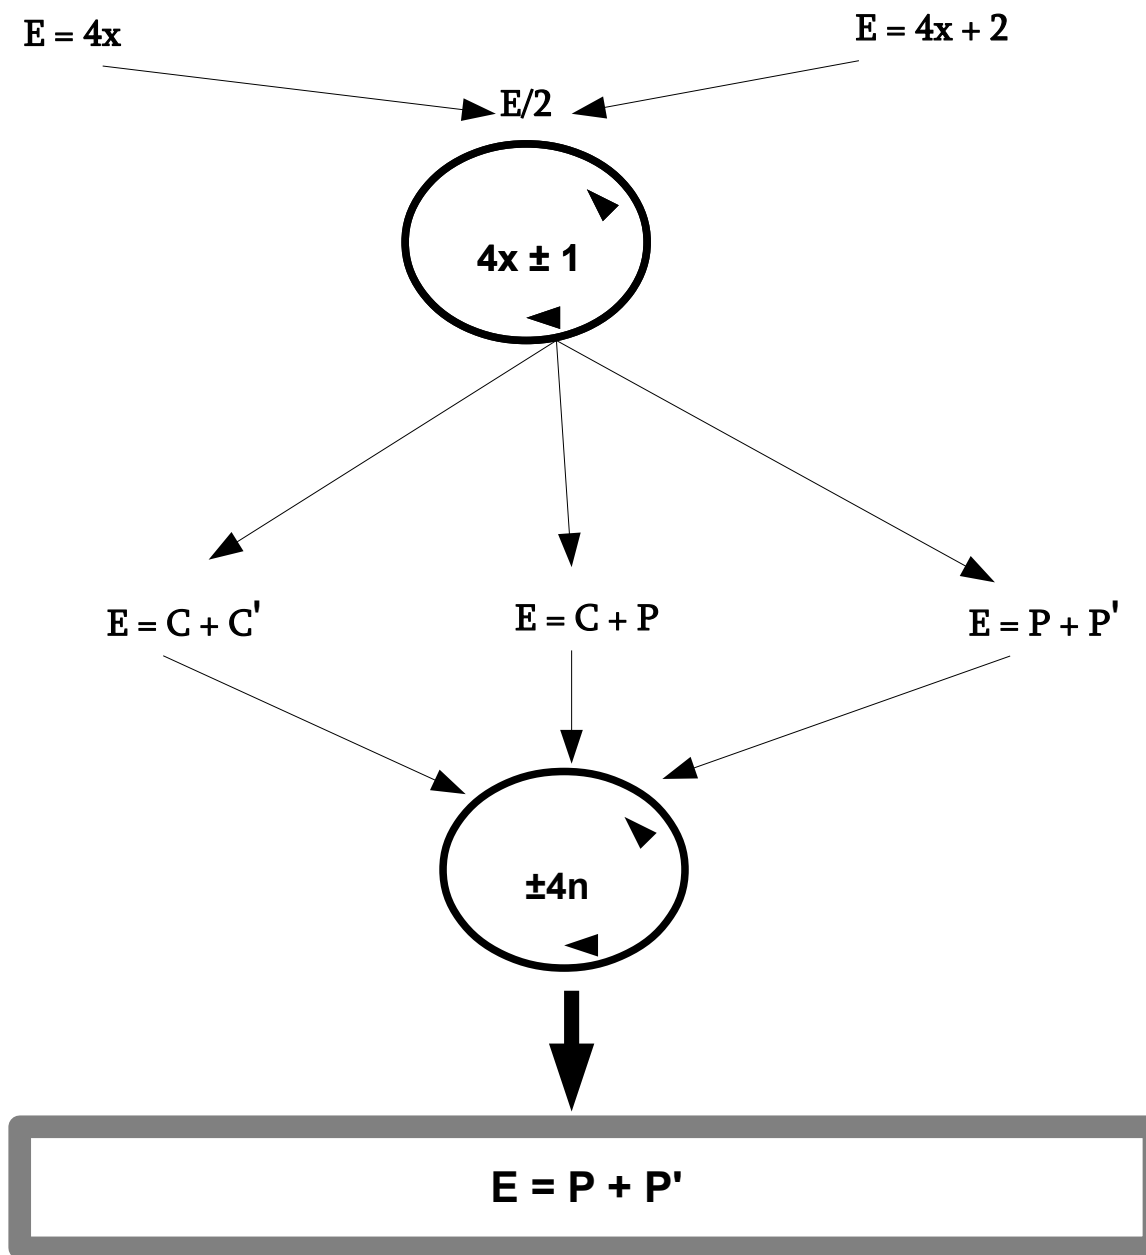 E = 4x
E = 4x + 2
E/2
4x ± 1
E = C + C'
E = C + P
E = P + P'
±4n
E = P + P'